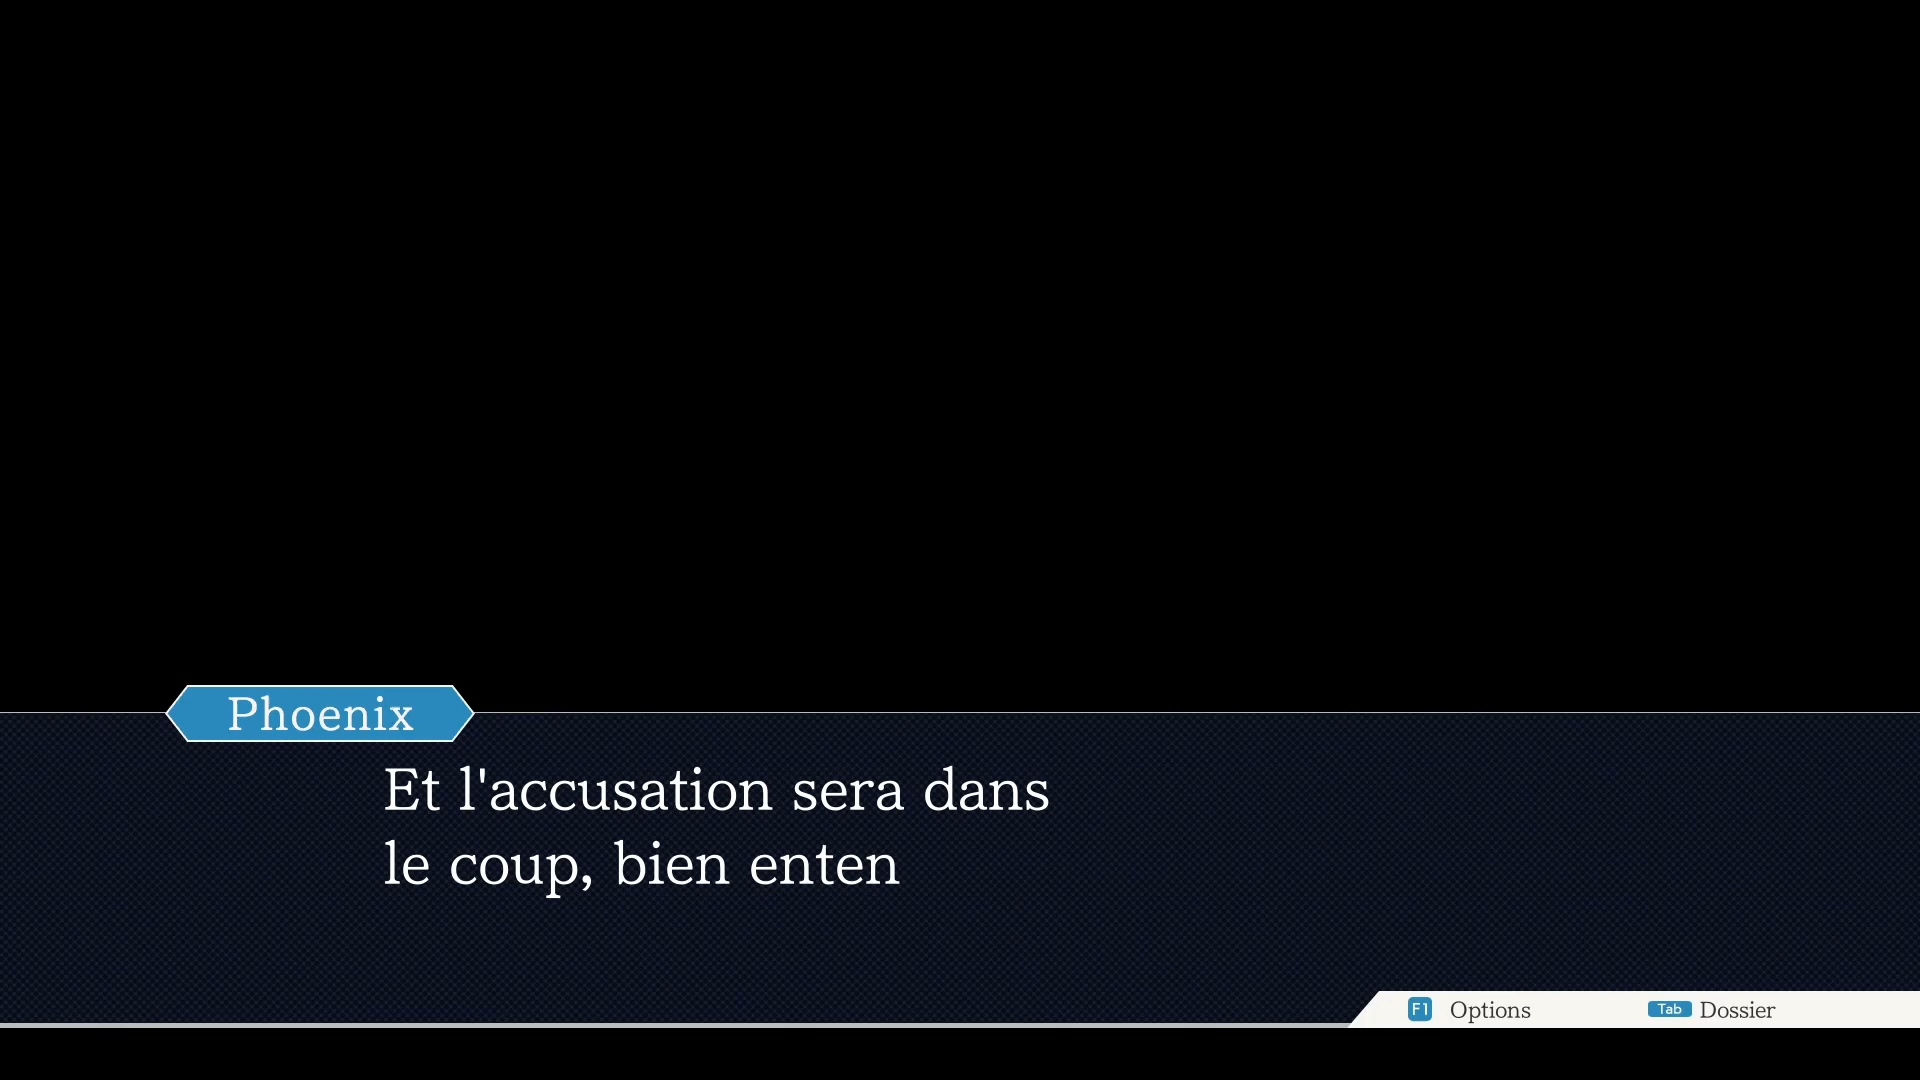 Phoenix
Et l'accusation sera dans
le coup, bien enten
F1 Options
Tab Dossier